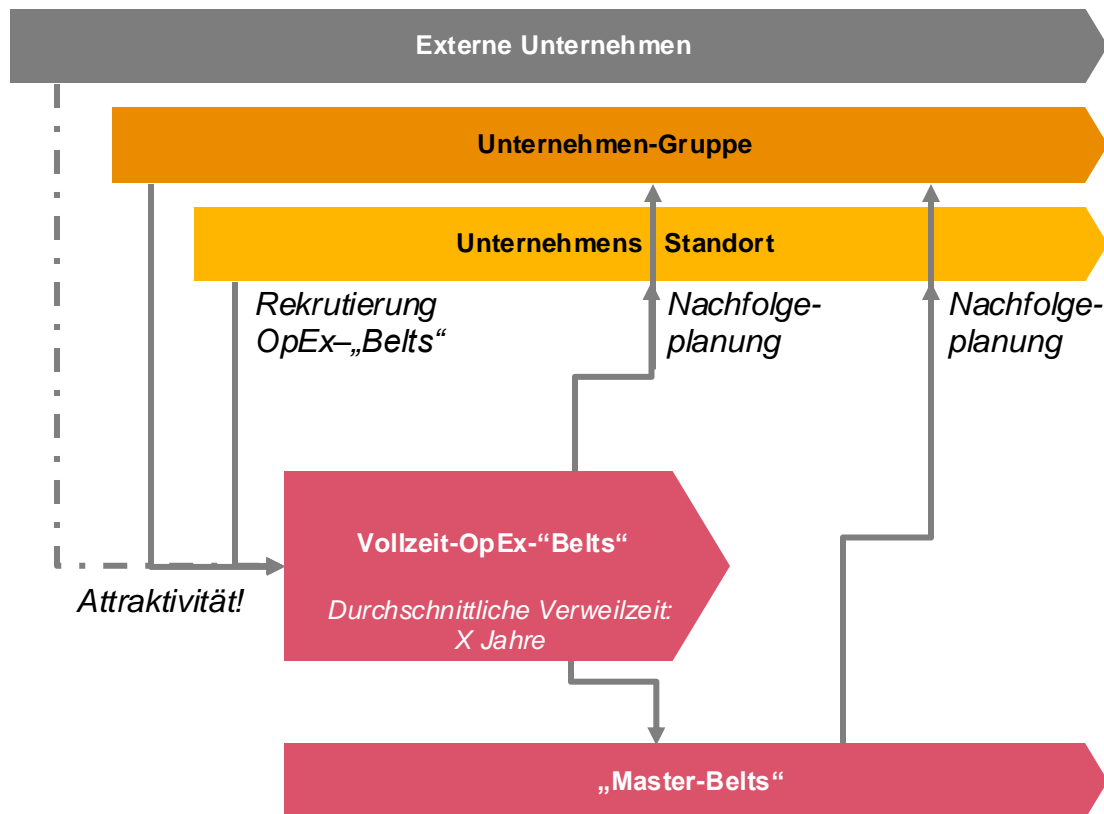 Externe Unternehmen
Unternehmen-Gruppe
Unternehmens Standort
Rekrutierung
OpEx–„Belts“
Nachfolge-
planung
Nachfolge-
planung
Vollzeit-OpEx-“Belts“
Attraktivität!
Durchschnittliche Verweilzeit:
X Jahre
„Master-Belts“